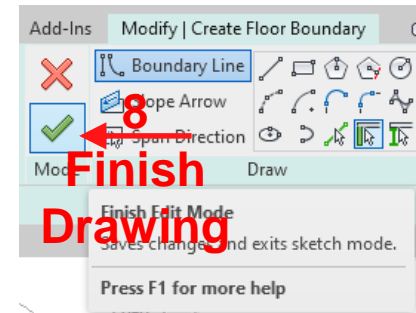 Add-Ins Modify | Create Floor Boundary
Boundary Line
Slope Arrow
8
Span Direction
Mode Draw
Finish
Drawing
Finish Edit Mode
Saves changes and exits sketch mode.
Press F1 for more help